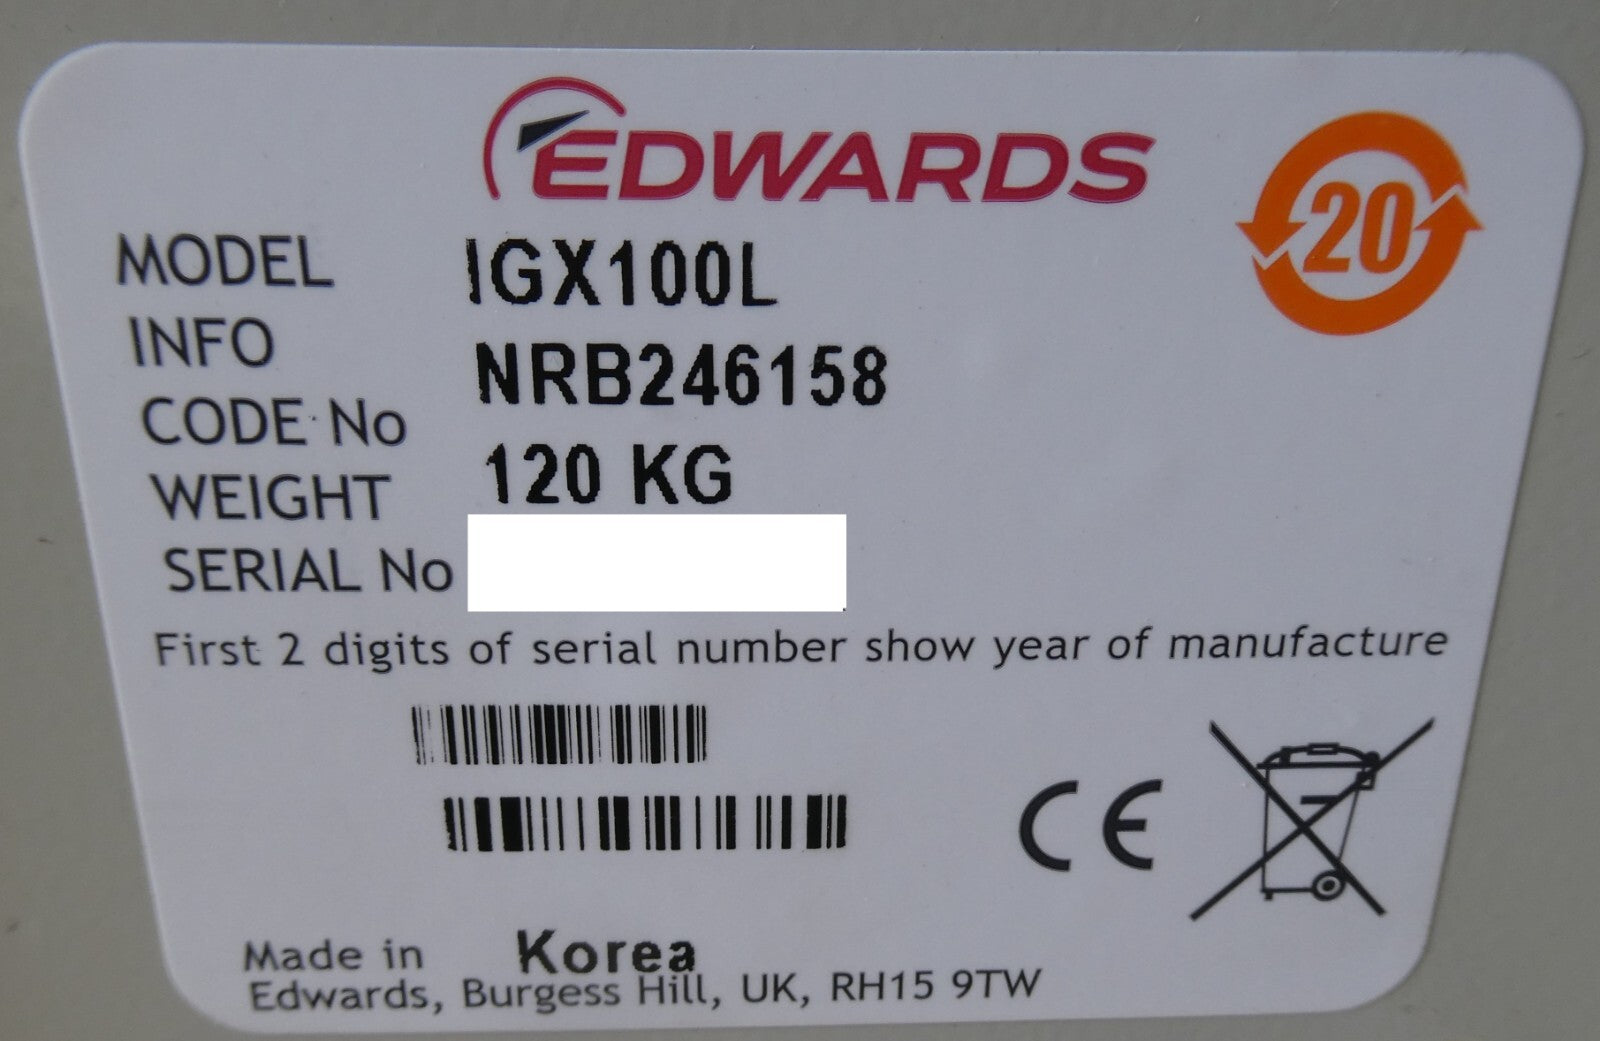 EDWARDS
20
MODEL IGX100L
INFO NRB246158
CODE No 120 KG
WEIGHT
SERIAL No
First 2 digits of serial number show year of manufacture
CE
Made in Korea
Edwards, Burgess Hill, UK, RH15 9TW